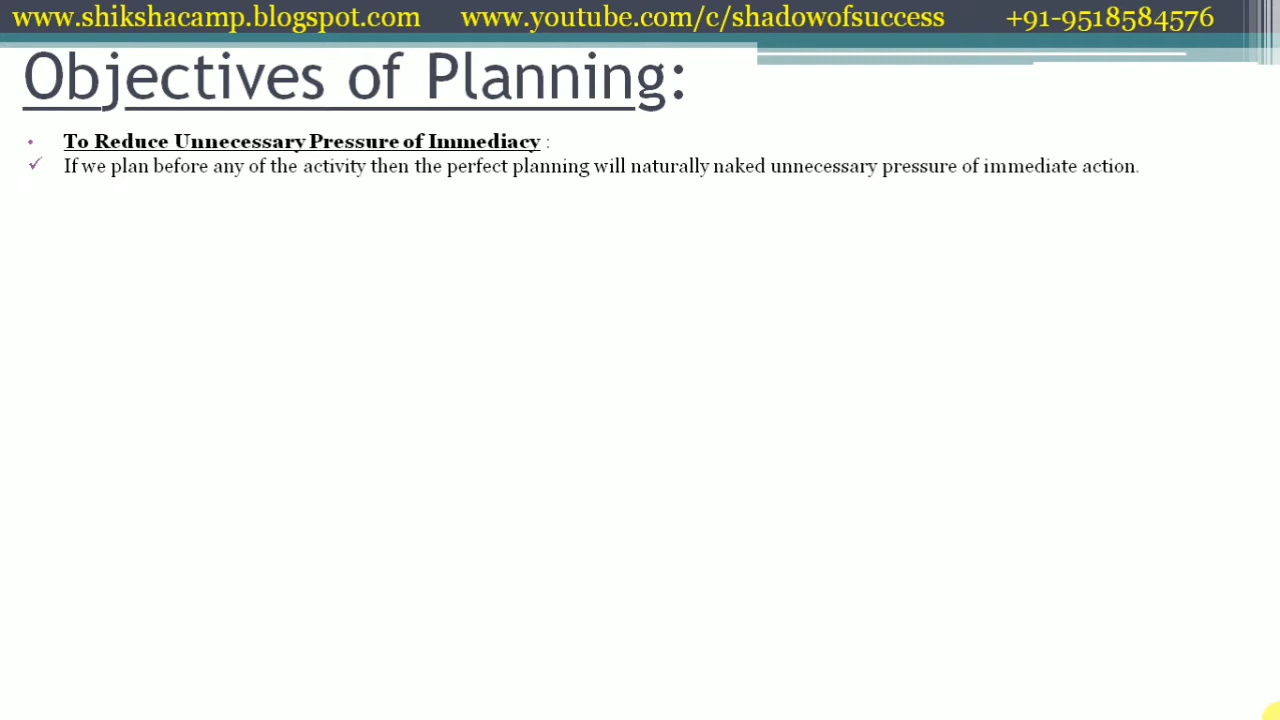 www.shikshacamp.blogspot.com www.youtube.com/c/shadowofsuccess +91-9518584576
Objectives of Planning:
• To Reduce Unnecessary Pressure of Immediacy :
✓ If we plan before any of the activity then the perfect planning will naturally naked unnecessary pressure of immediate action.